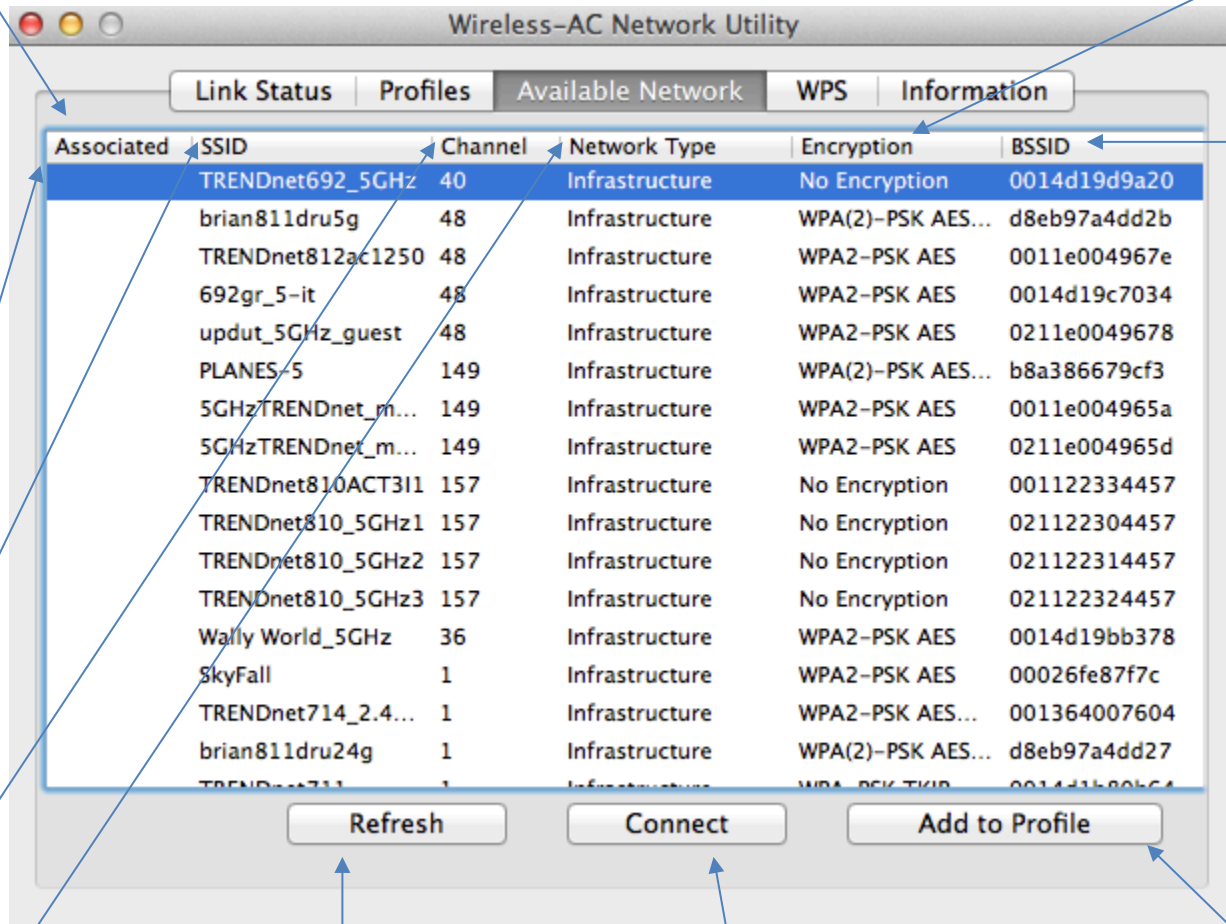 Wireless-AC Network Utility
Link Status Profiles Available Network WPS Information
Associated SSID Channel Network Type Encryption BSSID
TRENDnet692_5GHz 40 Infrastructure No Encryption 0014d19d9a20
brian811dru5g 48 Infrastructure WPA(2)-PSK AES... d8eb97a4dd2b
TRENDnet812ac1250 48 Infrastructure WPA2-PSK AES 0011e004967e
692gr_5-it 48 Infrastructure WPA2-PSK AES 0014d19c7034
updut_5GHz_guest 48 Infrastructure WPA2-PSK AES 0211e0049678
PLANES-5 149 Infrastructure WPA(2)-PSK AES... b8a386679cf3
5GHzTRENDnet_m... 149 Infrastructure WPA2-PSK AES 0011e004965a
5GHzTRENDnet_m... 149 Infrastructure WPA2-PSK AES 0211e004965d
TRENDnet810ACT3I1 157 Infrastructure No Encryption 001122334457
TRENDnet810_5GHz1 157 Infrastructure No Encryption 021122304457
TRENDnet810_5GHz2 157 Infrastructure No Encryption 021122314457
TRENDnet810_5GHz3 157 Infrastructure No Encryption 021122324457
Wally World_5GHz 36 Infrastructure WPA2-PSK AES 0014d19bb378
SkyFall 1 Infrastructure WPA2-PSK AES 00026fe87f7c
TRENDnet714_2.4... 1 Infrastructure WPA2-PSK AES... 001364007604
brian811dru24g 1 Infrastructure WPA(2)-PSK AES... d8eb97a4dd27
TRENDnet711 1 Infrastructure WPA-PSK TKIP
Refresh Connect Add to Profile